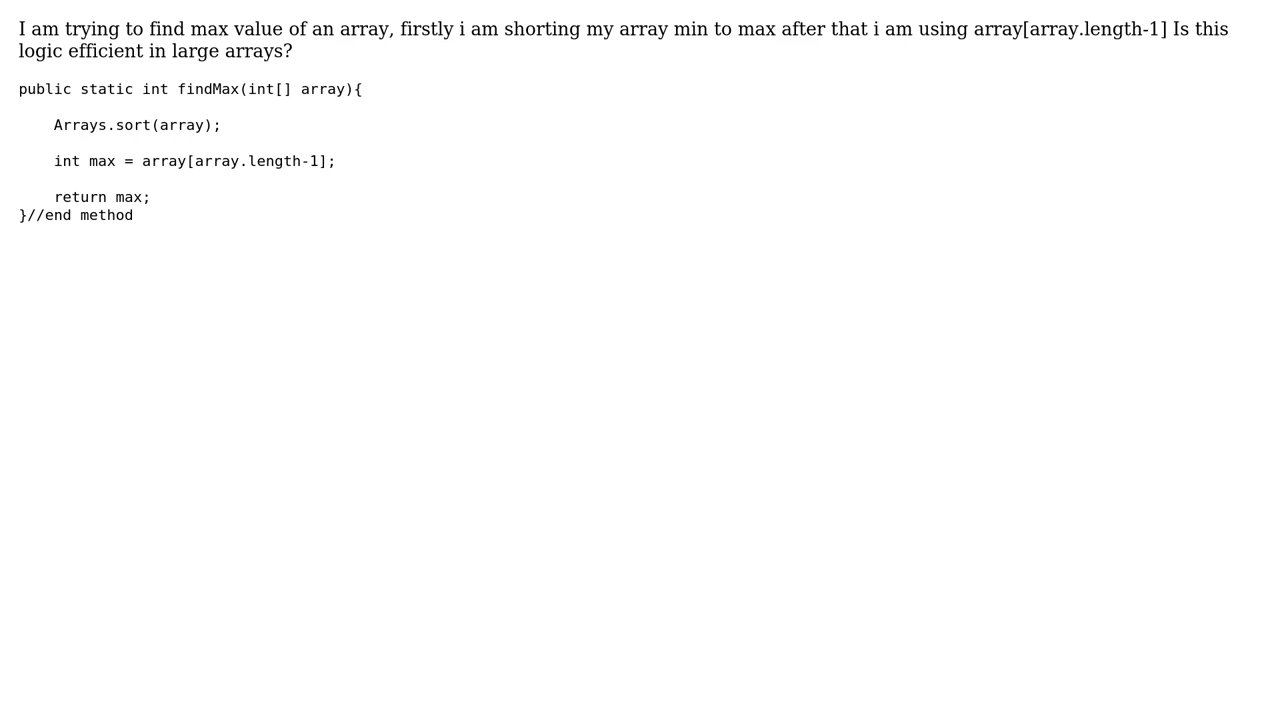 I am trying to find max value of an array, firstly i am shorting my array min to max after that i am using array[array.length-1] Is this
logic efficient in large arrays?
public static int findMax(int[] array){
    Arrays.sort(array);
    int max = array[array.length-1];
    return max;
}//end method